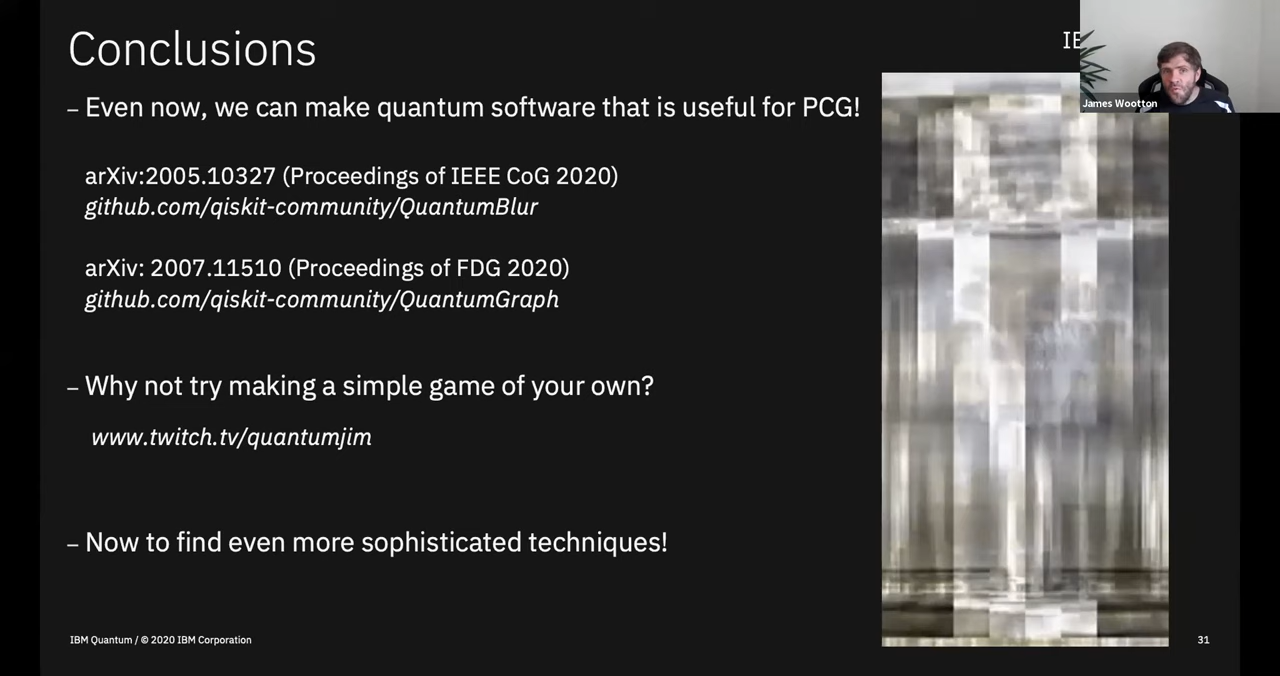 Conclusions
– Even now, we can make quantum software that is useful for PCG!
arXiv:2005.10327 (Proceedings of IEEE CoG 2020)
github.com/qiskit-community/QuantumBlur
arXiv: 2007.11510 (Proceedings of FDG 2020)
github.com/qiskit-community/QuantumGraph
– Why not try making a simple game of your own?
www.twitch.tv/quantumjim
– Now to find even more sophisticated techniques!
IBM Quantum / © 2020 IBM Corporation
31
James Wootton